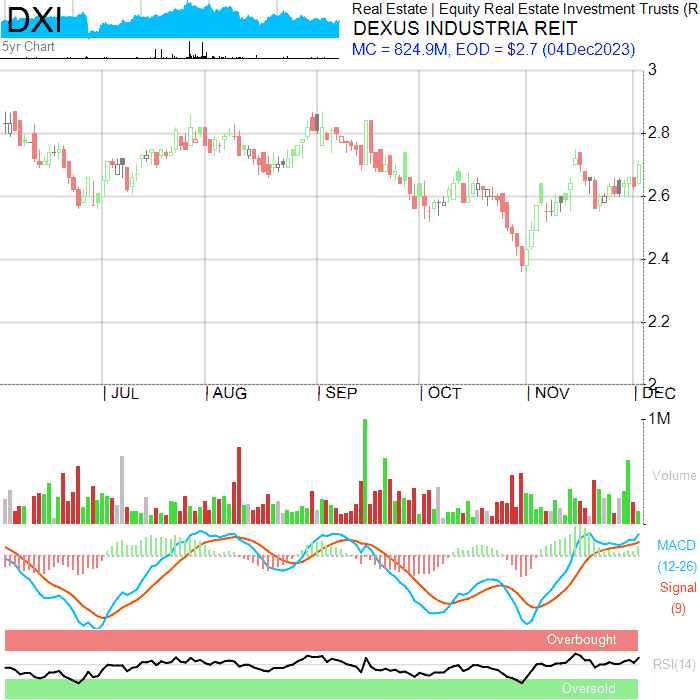 DXI
Real Estate | Equity Real Estate Investment Trusts (R
DEXUS INDUSTRIA REIT
MC = 824.9M, EOD = $2.7 (04Dec2023)
5yr Chart
3
2.8
2.6
2.4
2.2
2
JUL AUG SEP OCT NOV DEC
1M
Volume
MACD
(12-26)
Signal
(9)
Overbought
RSI(14)
Oversold